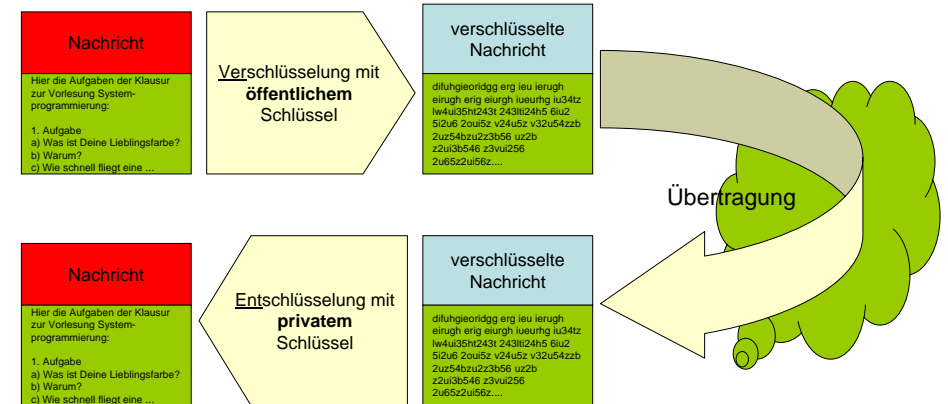 Nachricht
Hier die Aufgaben der Klausur
zur Vorlesung System-
programmierung:
1. Aufgabe
a) Was ist Deine Lieblingsfarbe?
b) Warum?
c) Wie schnell fliegt eine ...
Verschlüsselung mit
öffentlichem
Schlüssel
verschlüsselte
Nachricht
difuhgieoridgg erg ieu ierugh
eirugh erig eiurgh iueurhg iu34tz
lw4ui35ht243t 243lti24h5 6iu2
5i2u6 2oui5z v24u5z v32u54zzb
2uz54bzu2z3b56 uz2b
z2ui3b546 z3vui256
2u65z2ui56z....
Übertragung
verschlüsselte
Nachricht
difuhgieoridgg erg ieu ierugh
eirugh erig eiurgh iueurhg iu34tz
lw4ui35ht243t 243lti24h5 6iu2
5i2u6 2oui5z v24u5z v32u54zzb
2uz54bzu2z3b56 uz2b
z2ui3b546 z3vui256
2u65z2ui56z....
Entschlüsselung mit
privatem
Schlüssel
Nachricht
Hier die Aufgaben der Klausur
zur Vorlesung System-
programmierung:
1. Aufgabe
a) Was ist Deine Lieblingsfarbe?
b) Warum?
c) Wie schnell fliegt eine ...